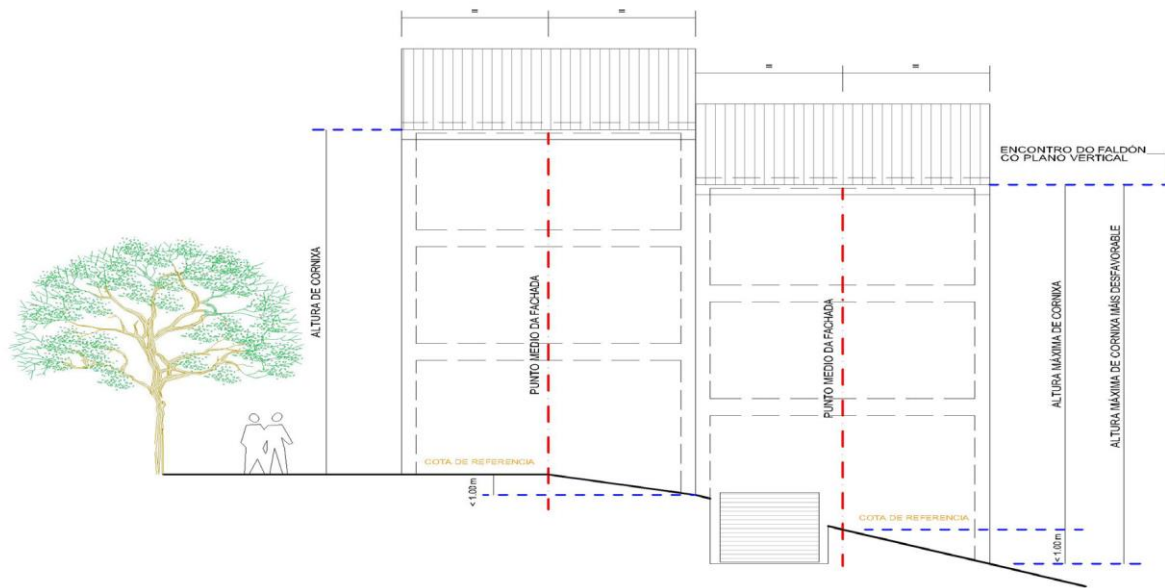 =
=
=
=
ENCONTRO DO FALDÓN
CO PLANO VERTICAL
ALTURA DE CORNIXA
PUNTO MEDIO DA FACHADA
PUNTO MEDIO DA FACHADA
ALTURA MÁXIMA DE CORNIXA
ALTURA MÁXIMA DE CORNIXA MÁIS DESFAVORABLE
COTA DE REFERENCIA
< 1.00 m
COTA DE REFERENCIA
< 1.00 m